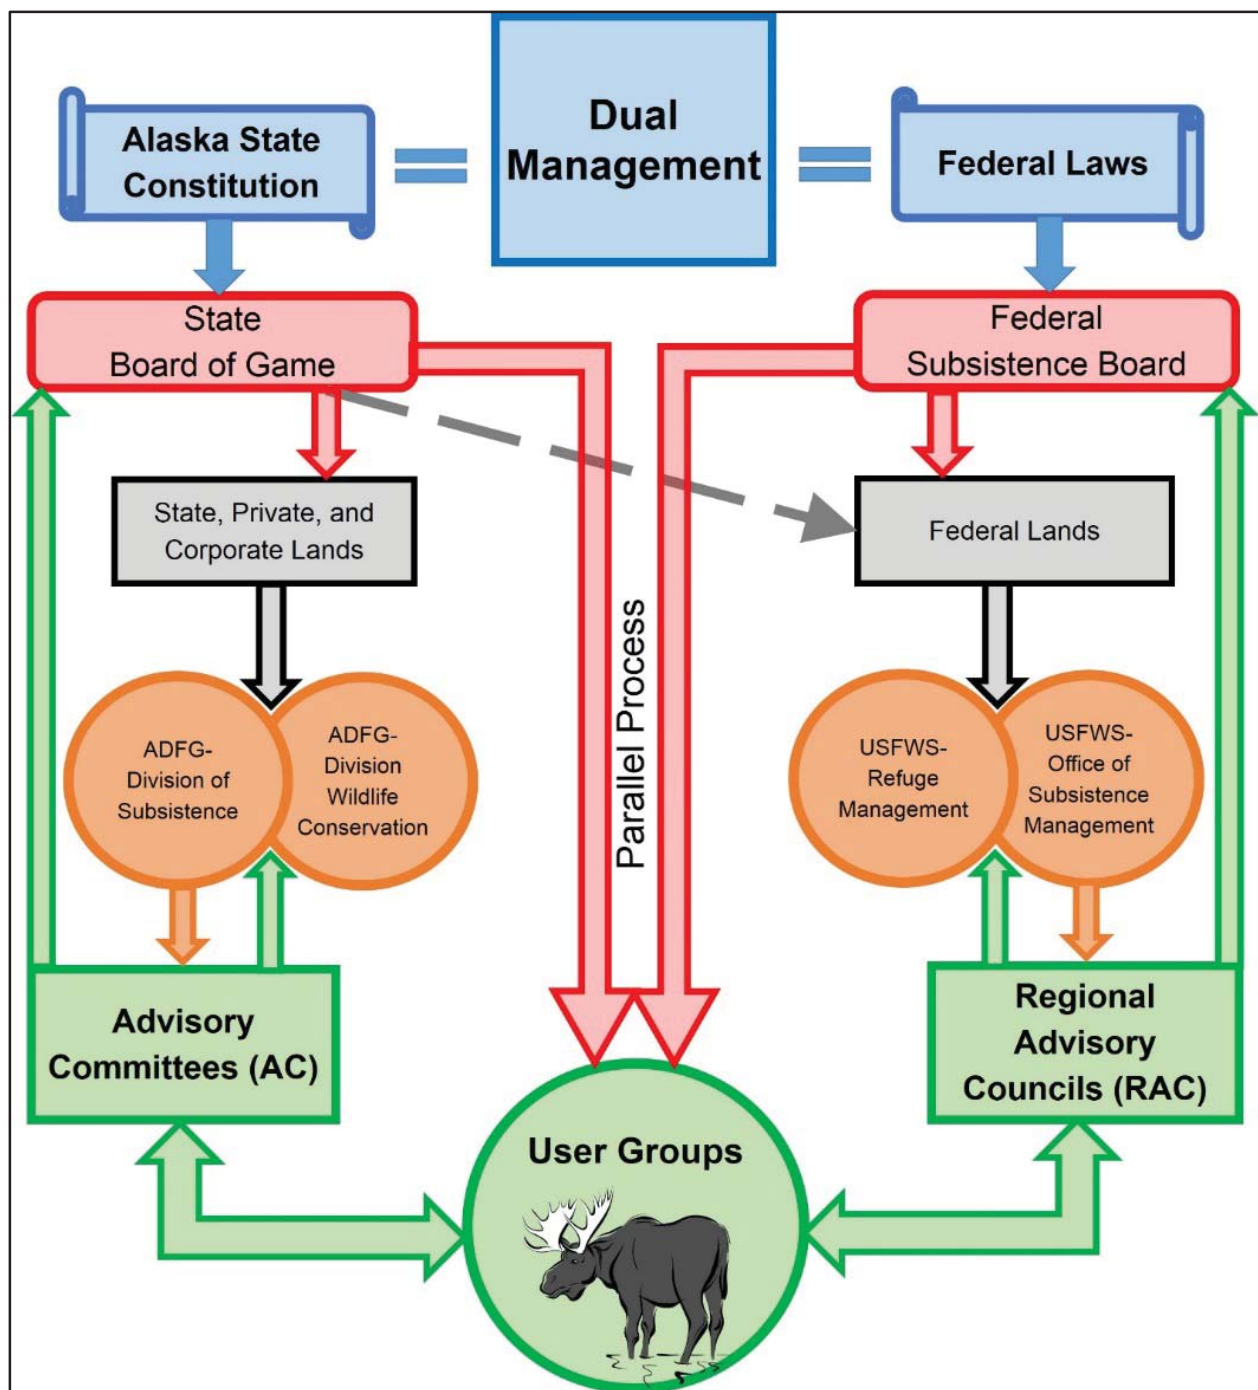 Dual
Management
Alaska State
Constitution
Federal Laws
State
Board of Game
Federal
Subsistence Board
State, Private, and
Corporate Lands
Federal Lands
Parallel Process
ADFG-
Division of
Subsistence
ADFG-
Division
Wildlife
Conservation
USFWS-
Refuge
Management
USFWS-
Office of
Subsistence
Management
Advisory
Committees (AC)
Regional
Advisory
Councils (RAC)
User Groups